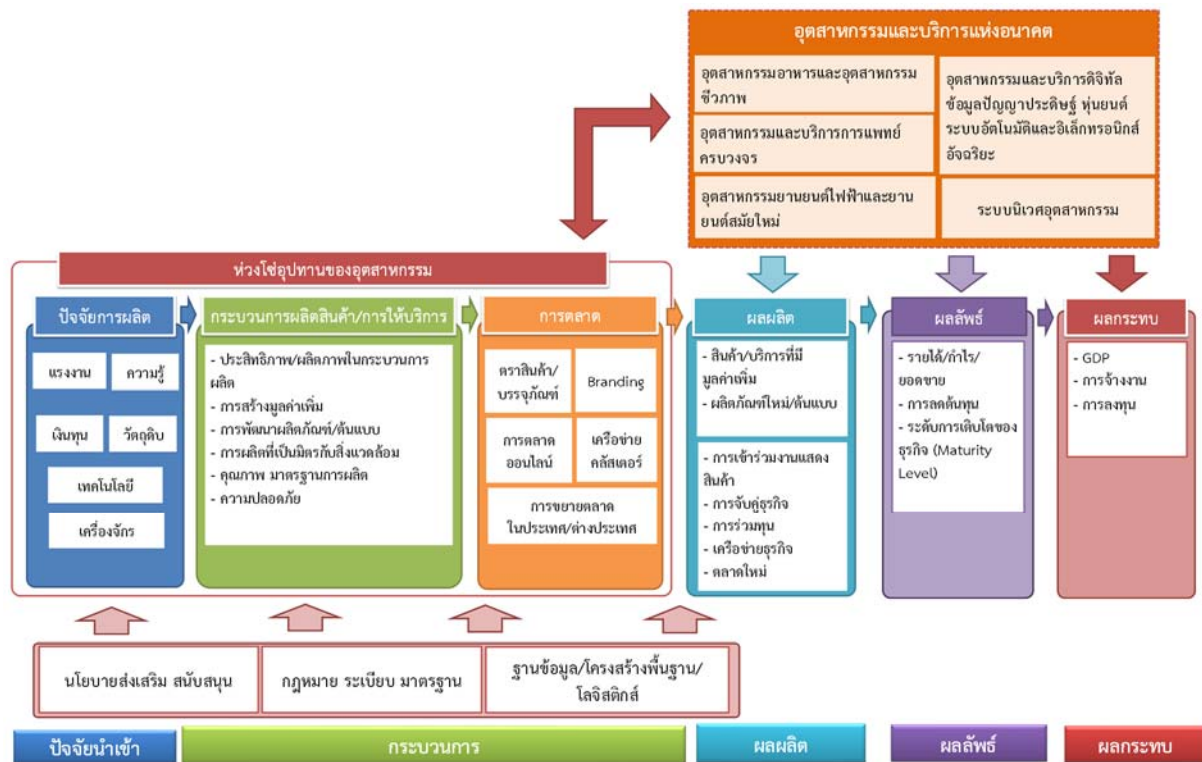 อุตสาหกรรมและบริการแห่งอนาคต
อุตสาหกรรมอาหารและอุตสาหกรรม
ชีวภาพ
อุตสาหกรรมและบริการการแพทย์
ครบวงจร
อุตสาหกรรมยานยนต์ไฟฟ้าและยาน
ยนต์สมัยใหม่
อุตสาหกรรมและบริการดิจิทัล
ข้อมูลปัญญาประดิษฐ์ หุ่นยนต์
ระบบอัตโนมัติและอิเล็กทรอนิกส์
อัจฉริยะ
ระบบนิเวศอุตสาหกรรม
ห่วงโซ่อุปทานของอุตสาหกรรม
ปัจจัยการผลิต
แรงงาน
ความรู้
เงินทุน
วัตถุดิบ
เทคโนโลยี
เครื่องจักร
กระบวนการผลิตสินค้า/การให้บริการ
- ประสิทธิภาพ/ผลิตภาพในกระบวนการ
ผลิต
- การสร้างมูลค่าเพิ่ม
- การพัฒนาผลิตภัณฑ์/ต้นแบบ
- การผลิตที่เป็นมิตรกับสิ่งแวดล้อม
- คุณภาพ มาตรฐานการผลิต
- ความปลอดภัย
การตลาด
ตราสินค้า/
บรรจุภัณฑ์
Branding
การตลาด
ออนไลน์
เครือข่าย
คลัสเตอร์
การขยายตลาด
ในประเทศ/ต่างประเทศ
ผลผลิต
- สินค้า/บริการที่มี
มูลค่าเพิ่ม
- ผลิตภัณฑ์ใหม่/ต้นแบบ
- การเข้าร่วมงานแสดง
สินค้า
- การจับคู่ธุรกิจ
- การร่วมทุน
- เครือข่ายธุรกิจ
- ตลาดใหม่
ผลลัพธ์
- รายได้/กำไร/
ยอดขาย
- การลดต้นทุน
- ระดับการเติบโตของ
ธุรกิจ (Maturity
Level)
ผลกระทบ
- GDP
- การจ้างงาน
- การลงทุน
นโยบายส่งเสริม สนับสนุน
กฎหมาย ระเบียบ มาตรฐาน
ฐานข้อมูล/โครงสร้างพื้นฐาน/
โลจิสติกส์
ปัจจัยนำเข้า
กระบวนการ
ผลผลิต
ผลลัพธ์
ผลกระทบ